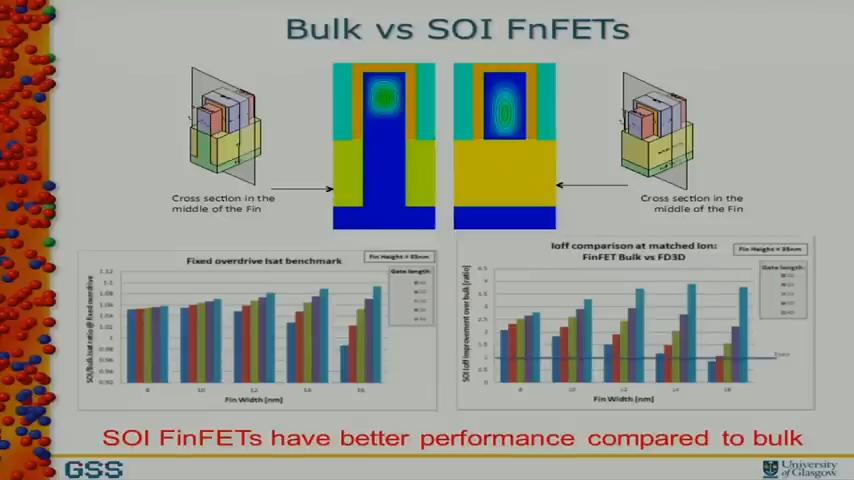 Bulk vs SOI FnFETs
Cross section in the
middle of the Fin
Cross section in the
middle of the Fin
Fixed overdrive Isat benchmark
Fin Height = 35nm
Gate length:
SOI/Bulk Isat ratio @ fixed overdrive
1.12
1.1
1.08
1.06
1.04
1.02
1
0.98
0.96
0.94
0.92
8
10
12
Fin Width [nm]
Ioff comparison at matched Ion:
FinFET Bulk vs FD3D
Fin Height = 35nm
Gate length:
SOI Ioff improvement over bulk [ratio]
4.5
4
3.5
3
2.5
2
1.5
1
0.5
0
8
10
12
14
16
Fin Width [nm]
SOI FinFETs have better performance compared to bulk
GSS
University
of Glasgow